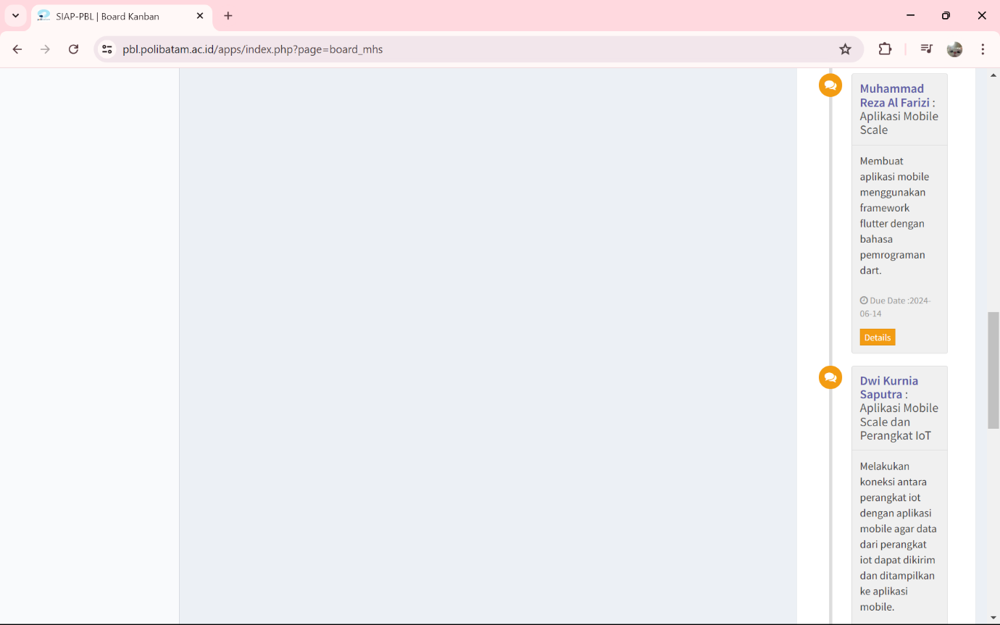 SIAP-PBL | Board Kanban
pbl.polibatam.ac.id/apps/index.php?page=board_mhs
Muhammad
Reza Al Farizi :
Aplikasi Mobile
Scale
Membuat
aplikasi mobile
menggunakan
framework
flutter dengan
bahasa
pemrograman
dart.
Due Date :2024-
06-14
Details
Dwi Kurnia
Saputra :
Aplikasi Mobile
Scale dan
Perangkat IoT
Melakukan
koneksi antara
perangkat iot
dengan aplikasi
mobile agar data
dari perangkat
iot dapat dikirim
dan ditampilkan
ke aplikasi
mobile.